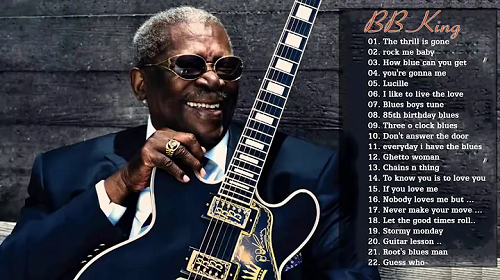 BB King
01. The thrill is gone
02. rock me baby
03. How blue can you get
04. you're gonna me
05. Lucille
06. I like to live the love
07. Blues boys tune
08. 85th birthday blues
09. Three o clock blues
10. Don't answer the door
11. everyday i have the blues
12. Ghetto woman
13. Chains n thing
14. To know you is to love you
15. If you love me
16. Nobody loves me but ...
17. Never make your move ...
18. Let the good times roll..
19. Stormy monday
20. Guitar lesson ..
21. Root's blues man
22. Guess who